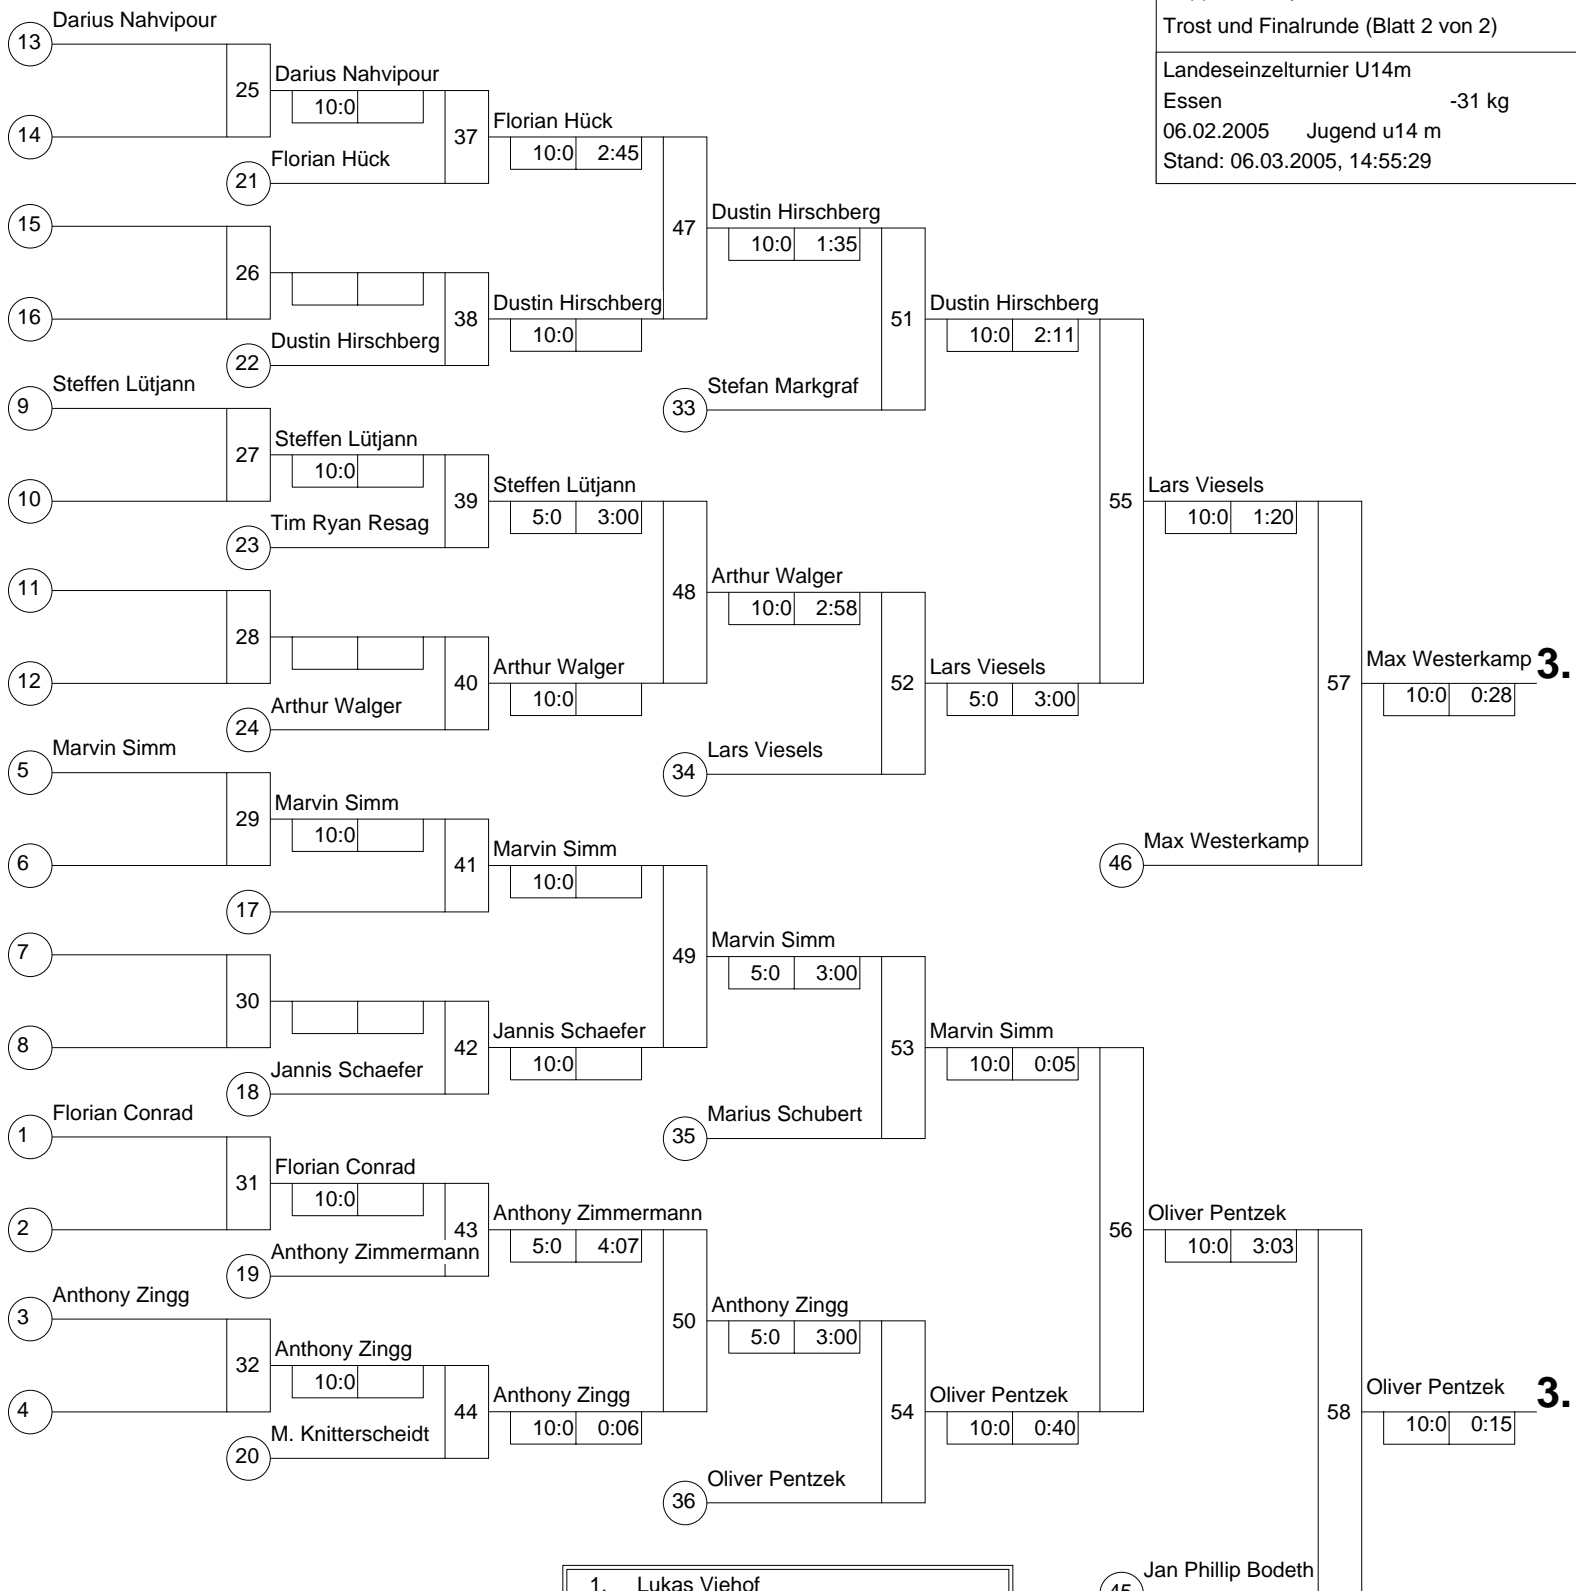 Trost und Finalrunde (Blatt 2 von 2)
Landeseinzelturnier U14m
Essen -31 kg
06.02.2005 Jugend u14 m
Stand: 06.03.2005, 14:55:29
Darius Nahvipour
13
25
Darius Nahvipour
10:0
14
37
Florian Hück
10:0 2:45
Florian Hück
21
15
47
Dustin Hirschberg
10:0 1:35
26
16
38
Dustin Hirschberg
10:0
51
Dustin Hirschberg
10:0 2:11
Dustin Hirschberg
22
Steffen Lütjann
9
Stefan Markgraf
33
27
Steffen Lütjann
10:0
10
39
Steffen Lütjann
5:0 3:00
55
Lars Viesels
10:0 1:20
Tim Ryan Resag
23
11
48
Arthur Walger
10:0 2:58
28
12
40
Arthur Walger
10:0
52
Lars Viesels
5:0 3:00
57
Max Westerkamp 3.
10:0 0:28
Arthur Walger
24
Marvin Simm
5
Lars Viesels
34
29
Marvin Simm
10:0
6
41
Marvin Simm
10:0
Max Westerkamp
46
17
7
49
Marvin Simm
5:0 3:00
30
8
42
Jannis Schaefer
10:0
53
Marvin Simm
10:0 0:05
Jannis Schaefer
18
Florian Conrad
1
Marius Schubert
35
31
Florian Conrad
10:0
2
43
Anthony Zimmermann
5:0 4:07
56
Oliver Pentzek
10:0 3:03
Anthony Zimmermann
19
Anthony Zingg
3
50
Anthony Zingg
5:0 3:00
32
Anthony Zingg
10:0
4
44
Anthony Zingg
10:0 0:06
54
Oliver Pentzek
10:0 0:40
58
Oliver Pentzek 3.
10:0 0:15
M. Knitterscheidt
20
Oliver Pentzek
36
Jan Phillip Bodeth
45
1. Lukas Viehof